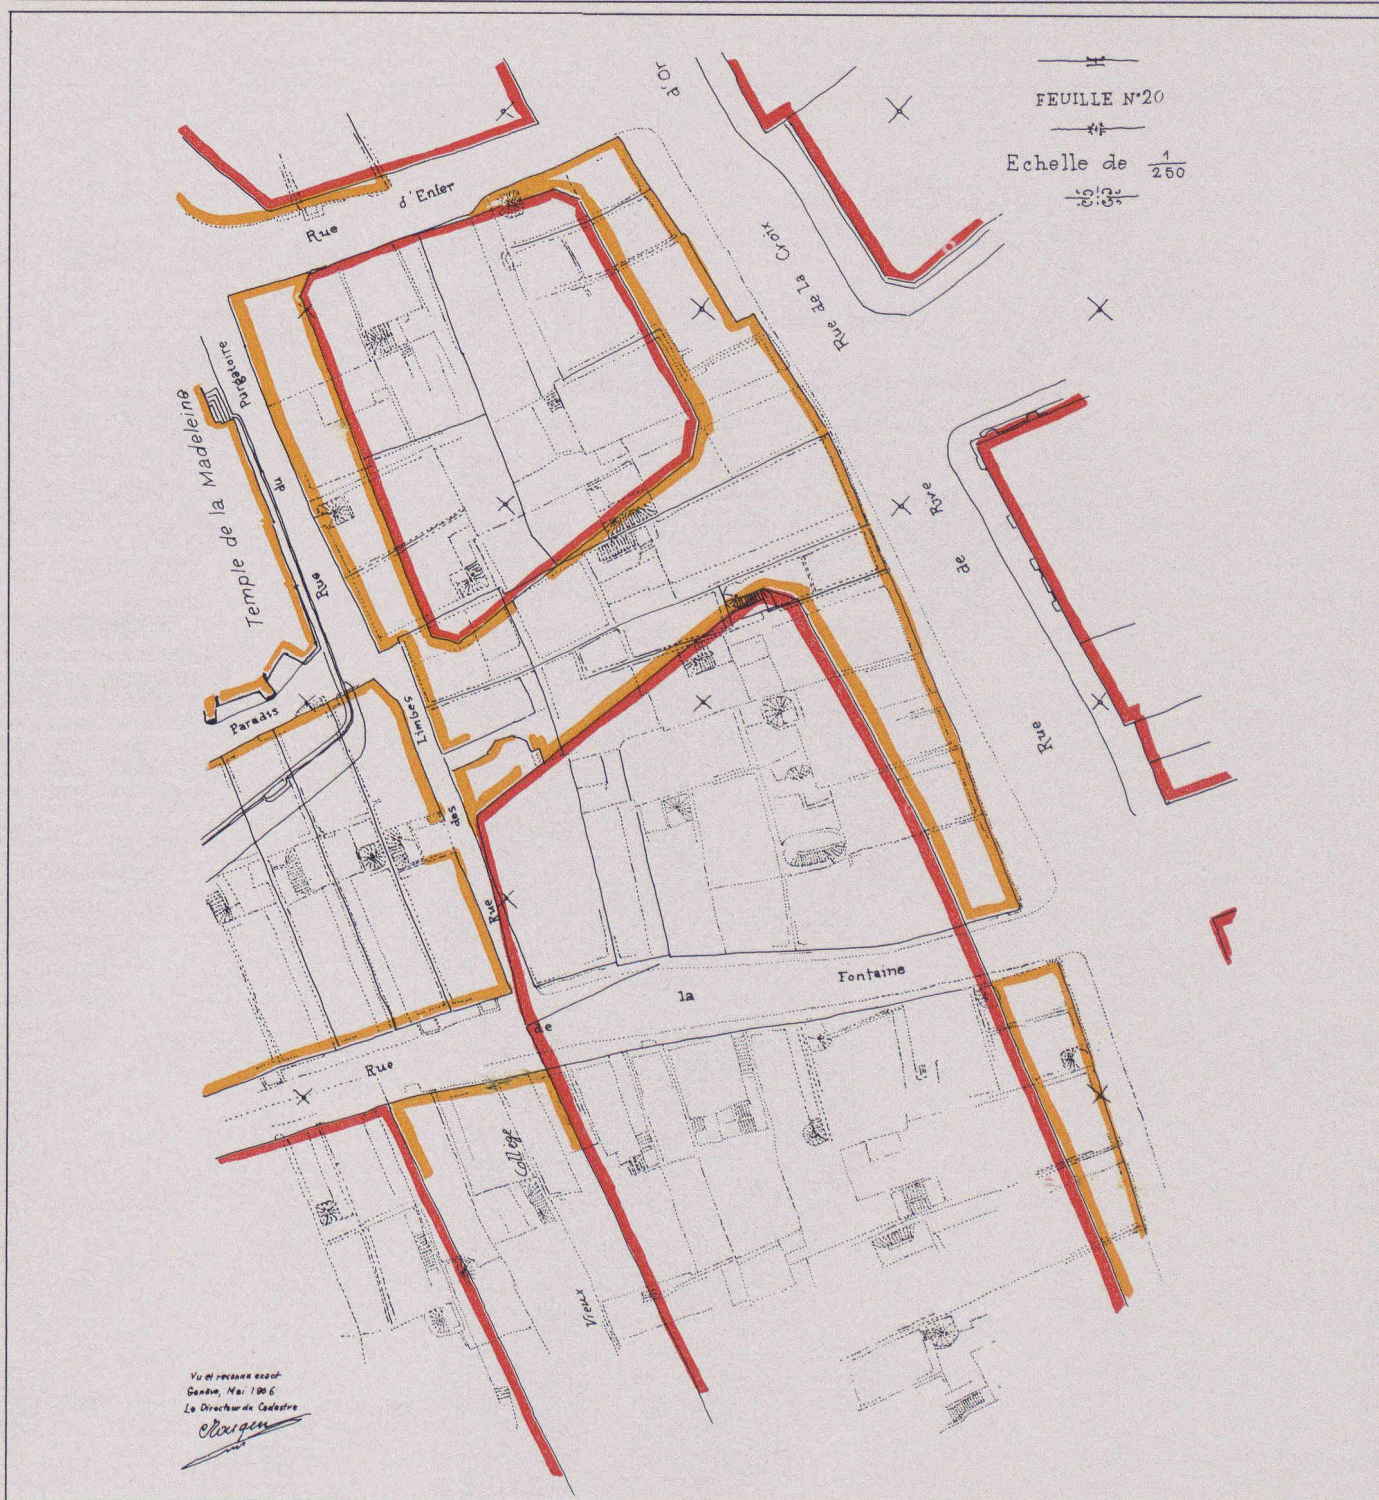 FEUILLE N°20
Echelle de 1/250
d'Or
Rue de la Croix
Rue d'Enfer
Temple de la Madeleine
Rue du Purgatoire
Rue de Rive
Paradis
Rue des Limbes
Rue de la Fontaine
Vieux Collège
Vu et reconnu exact
Genève, Mai 1906
Le Directeur du Cadastre